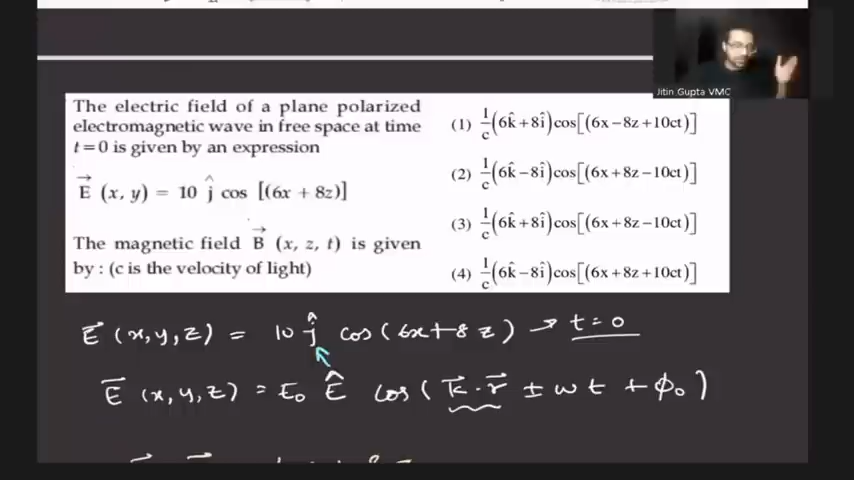 Jitin Gupta VMC
The electric field of a plane polarized
electromagnetic wave in free space at time
t=0 is given by an expression
E⃗ (x, y) = 10 ĵ cos [(6x + 8z)]
The magnetic field B⃗ (x, z, t) is given
by : (c is the velocity of light)
(1) 1/c (6k̂+8î)cos[(6x−8z+10ct)]
(2) 1/c (6k̂−8î)cos[(6x+8z−10ct)]
(3) 1/c (6k̂+8î)cos[(6x+8z−10ct)]
(4) 1/c (6k̂−8î)cos[(6x+8z+10ct)]
E⃗ (x,y,z) = 10 ĵ cos(6x+8z) → t=0
E⃗ (x,y,z) = E₀ Ê cos(k⃗·r⃗ ± ωt + ϕ₀)